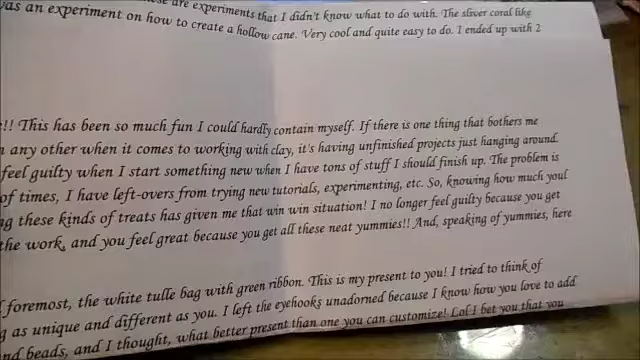 are experiments that I didn't know what to do with. The sliver coral like
was an experiment on how to create a hollow cane. Very cool and quite easy to do. I ended up with 2
!! This has been so much fun I could hardly contain myself. If there is one thing that bothers me
any other when it comes to working with clay, it's having unfinished projects just hanging around.
feel guilty when I start something new when I have tons of stuff I should finish up. The problem is
of times, I have left-overs from trying new tutorials, experimenting, etc. So, knowing how much you
these kinds of treats has given me that win win situation! I no longer feel guilty because you get
the work, and you feel great because you get all these neat yummies!! And, speaking of yummies, here
foremost, the white tulle bag with green ribbon. This is my present to you! I tried to think of
as unique and different as you. I left the eyehooks unadorned because I know how you love to add
and beads, and I thought, what better present than one you can customize! Lol I bet you that you